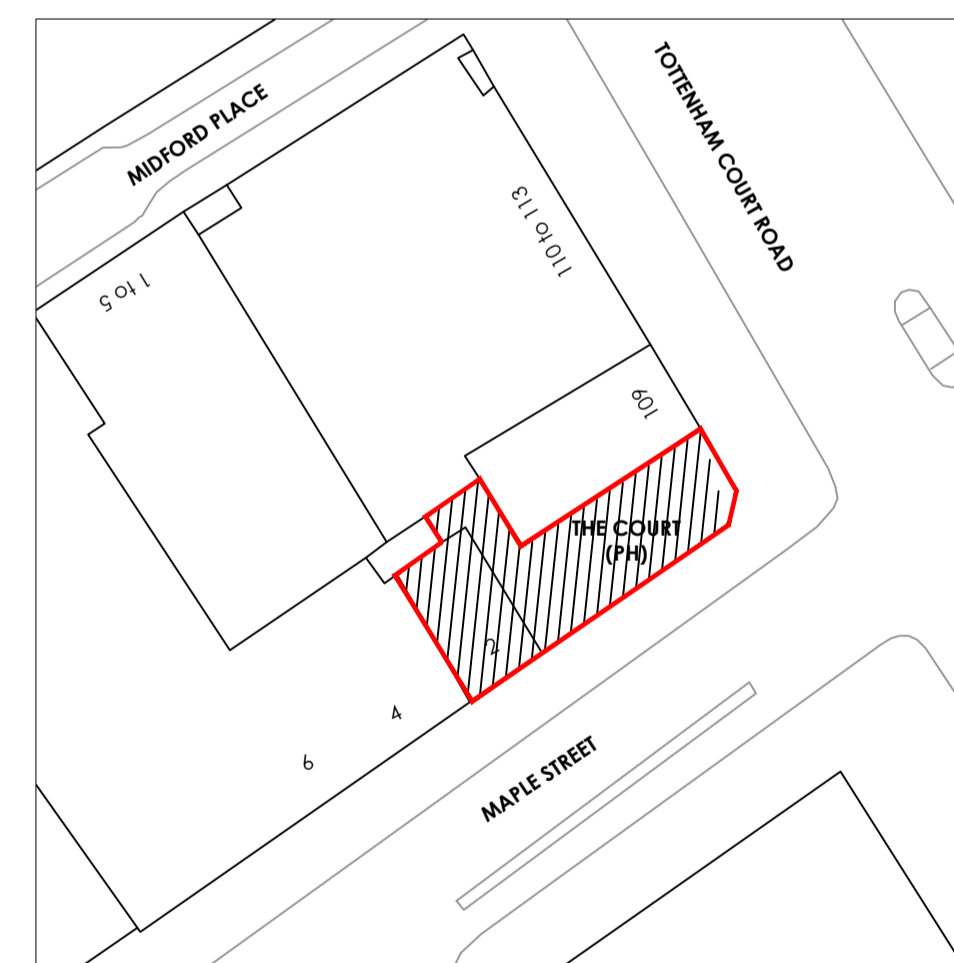 MIDFORD PLACE
TOTTENHAM COURT ROAD
110 to 113
1 to 5
109
THE COURT
(PH)
2
4
6
MAPLE STREET